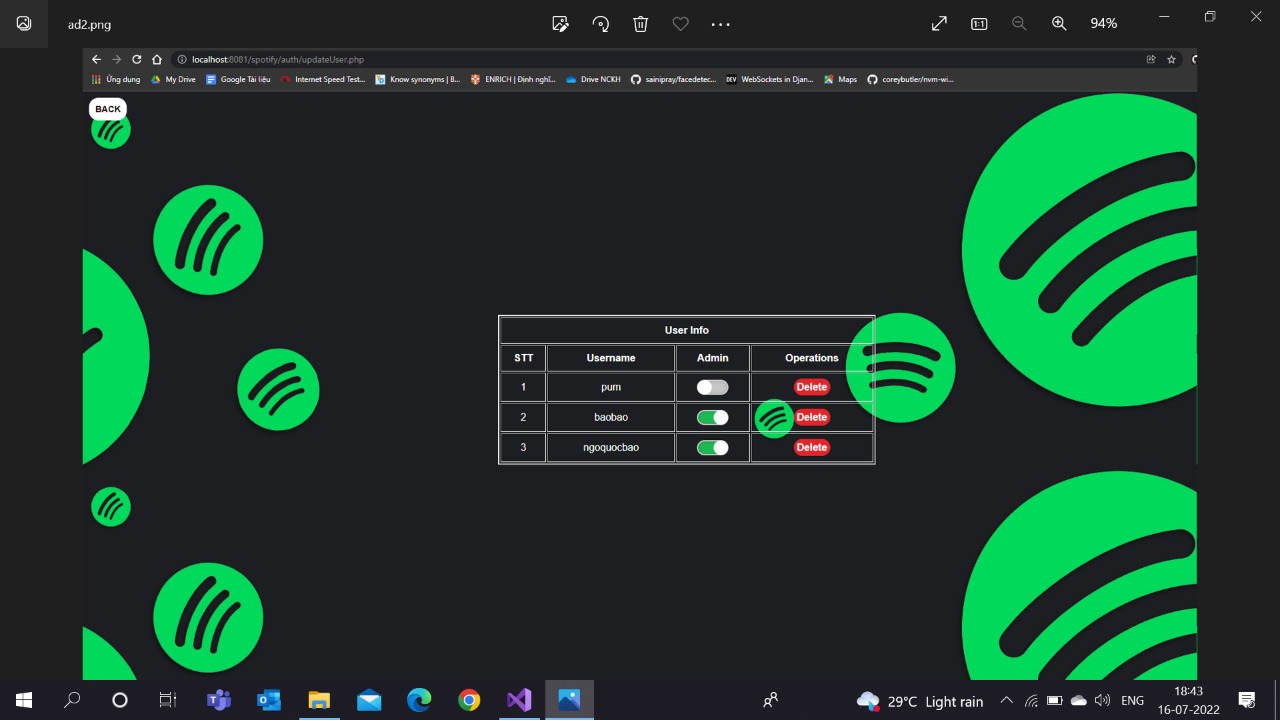 ad2.png
94%
localhost:8081/spotify/auth/updateUser.php
Ứng dụng My Drive Google Tài liệu Internet Speed Test... Know synonyms | B... ENRICH | Định nghĩ... Drive NCKH sainipray/facedetec... DEV WebSockets in Djan... Maps coreybutler/nvm-wi...
BACK
User Info
STT Username Admin Operations
1 pum Delete
2 baobao Delete
3 ngoquocbao Delete
29°C Light rain ENG 18:43
16-07-2022